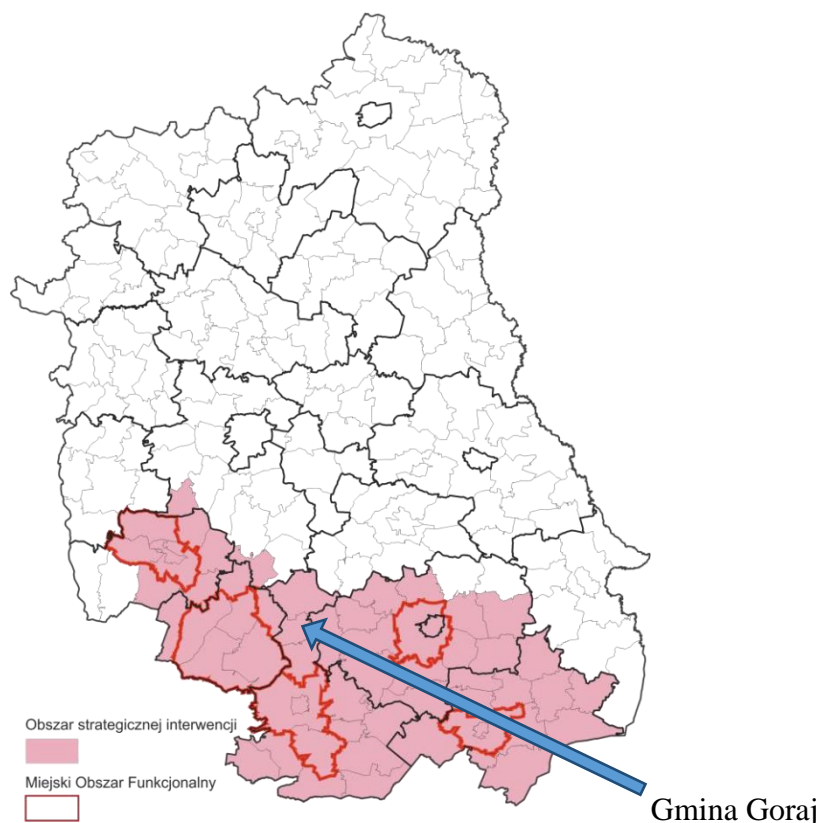 Obszar strategicznej interwencji
Miejski Obszar Funkcjonalny
Gmina Goraj